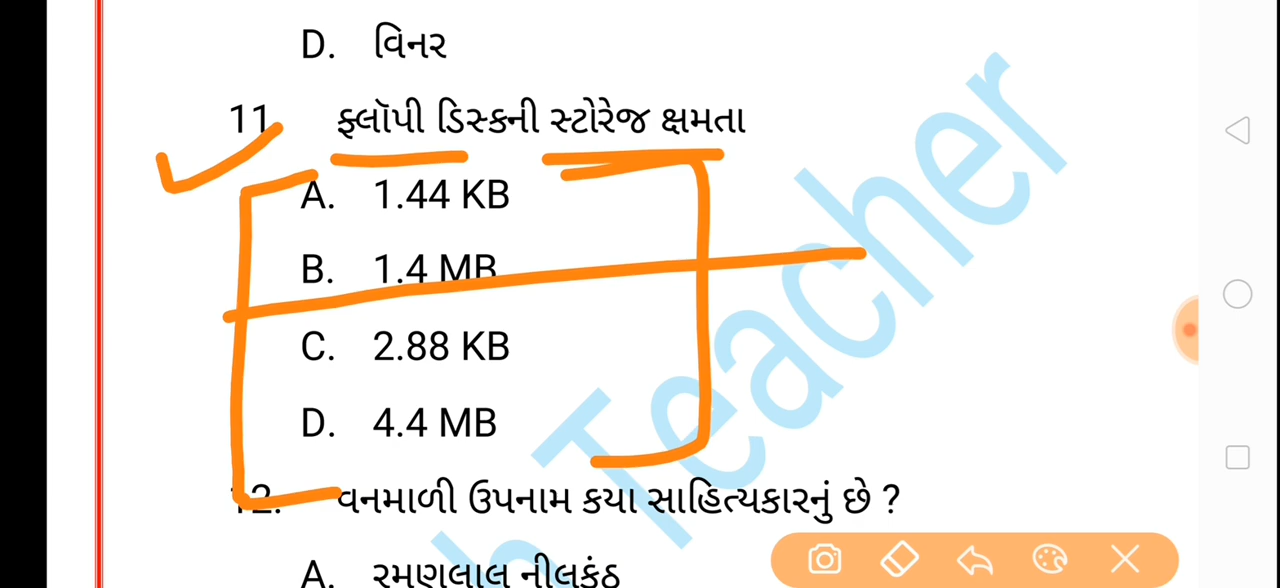 D. વિનર
11 ફ્લૉપી ડિસ્કની સ્ટોરેજ ક્ષમતા
A. 1.44 KB
B. 1.4 MB
C. 2.88 KB
D. 4.4 MB
12. વનમાળી ઉપનામ કયા સાહિત્યકારનું છે ?
A. રમણલાલ નીલકંઠ
Teacher